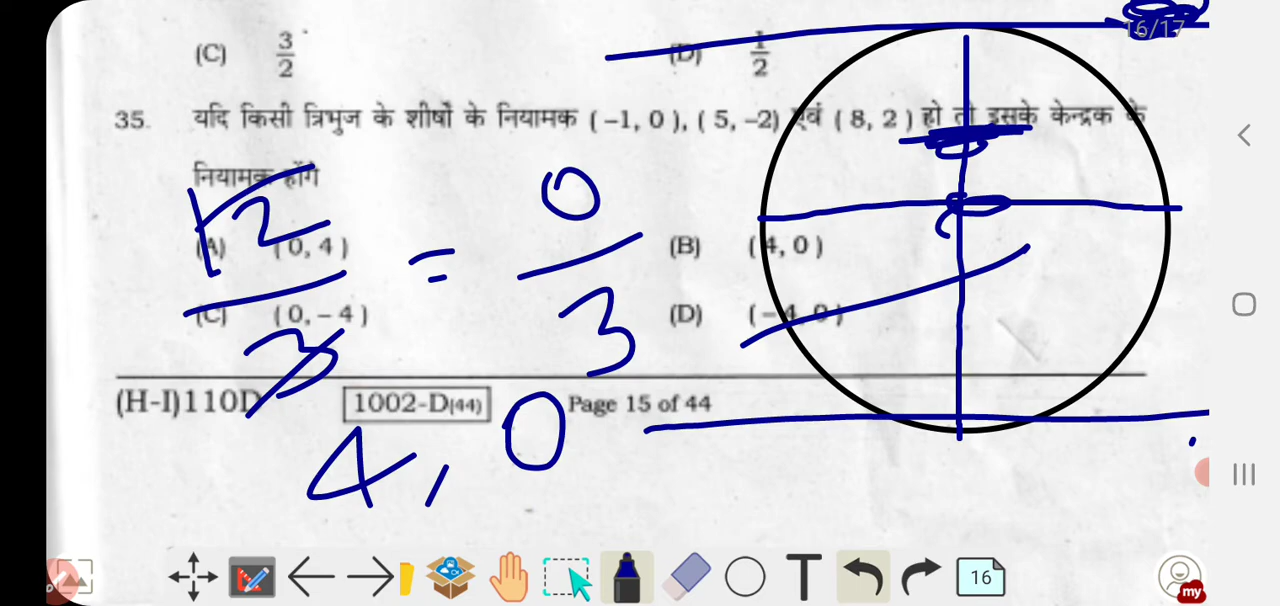 16/17
(C) 3/2 (D) 1/2
35. यदि किसी त्रिभुज के शीर्षों के नियामक (-1, 0), (5, -2) एवं (8, 2) हो तो इसके केन्द्रक के
नियामक होंगे
(A) (0, 4) (B) (4, 0)
(C) (0, -4) (D) (-4, 0)
12/3 = 0/3
(H-I)110D 1002-D(44) Page 15 of 44
4, 0
T 16 my